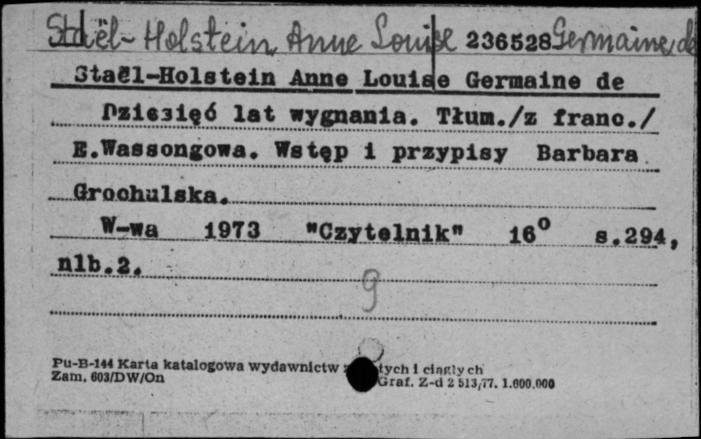 Staël-Holstein Anne Louise 236528 Germaine, de
Staël-Holstein Anne Louise Germaine de
Dziesięć lat wygnania. Tłum./z franc./
E.Wassongowa. Wstęp i przypisy Barbara
Grochulska.
W-wa 1973 "Czytelnik" 16° s.294,
nlb.2.
9
Pu-B-144 Karta katalogowa wydawnictw tych i ciągłych
Zam. 603/DW/On Graf. Z-d 2 513/77. 1.000.000